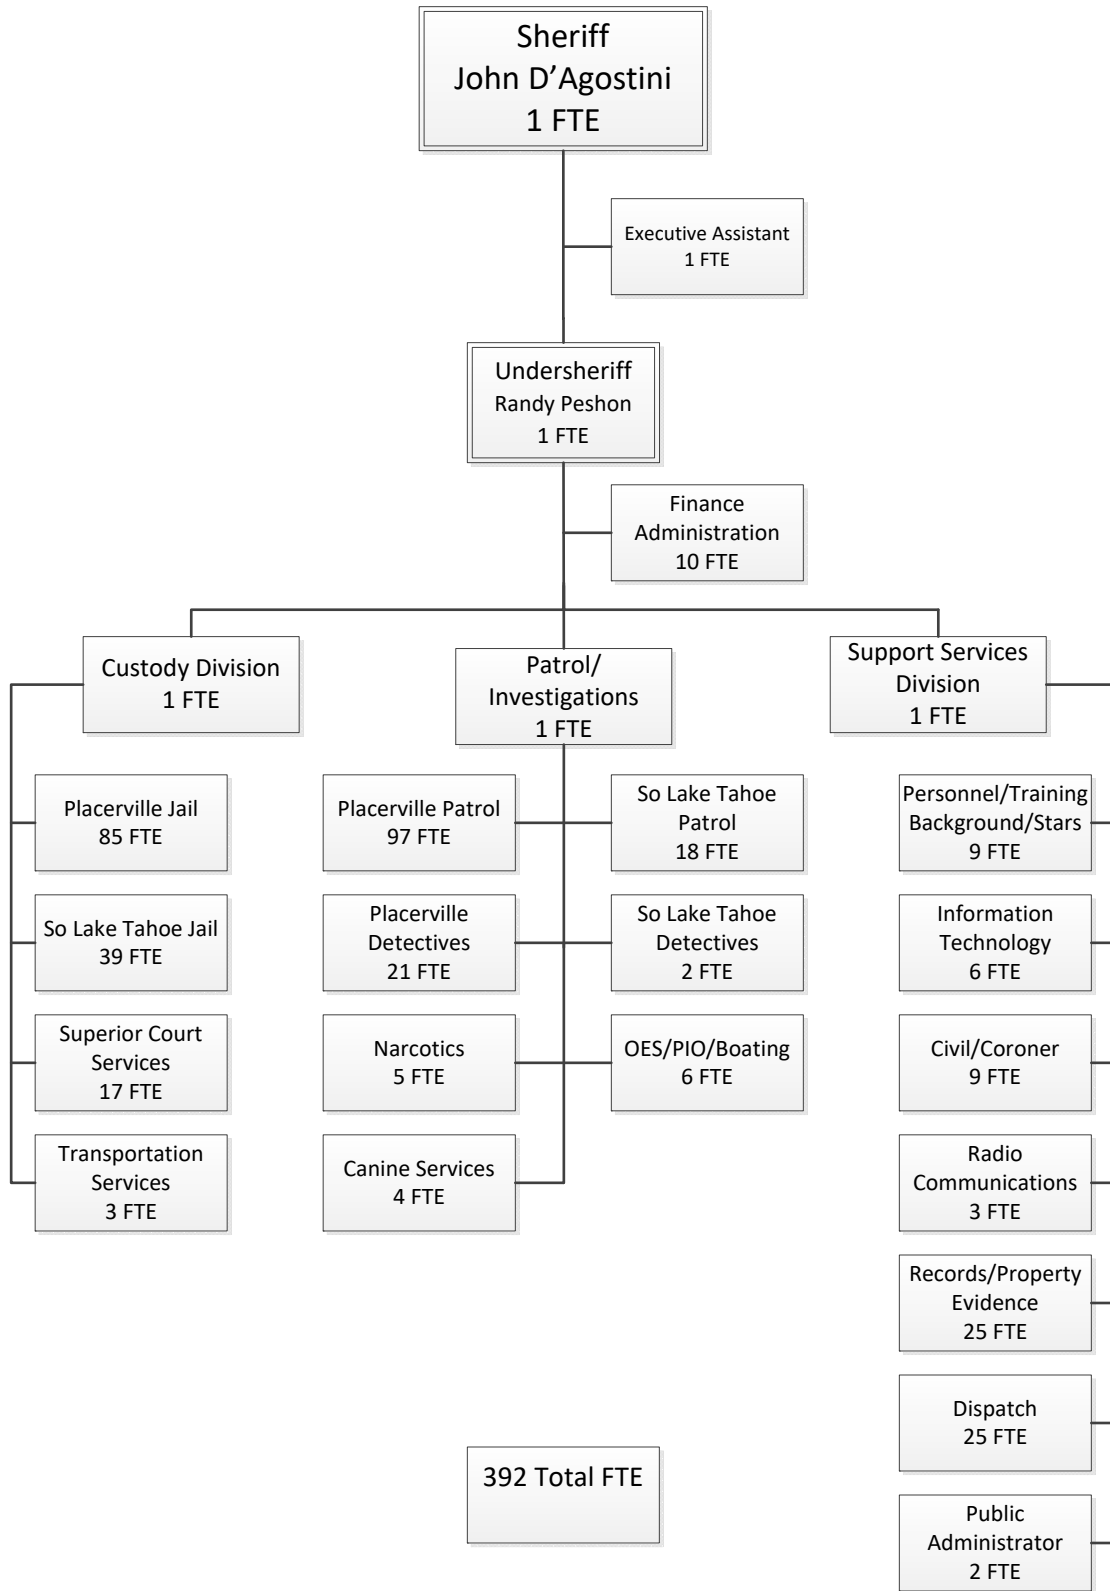 Sheriff
John D’Agostini
1 FTE
Executive Assistant
1 FTE
Undersheriff
Randy Peshon
1 FTE
Finance
Administration
10 FTE
Custody Division
1 FTE
Patrol/
Investigations
1 FTE
Support Services
Division
1 FTE
Placerville Jail
85 FTE
Placerville Patrol
97 FTE
So Lake Tahoe
Patrol
18 FTE
Personnel/Training
Background/Stars
9 FTE
So Lake Tahoe Jail
39 FTE
Placerville
Detectives
21 FTE
So Lake Tahoe
Detectives
2 FTE
Information
Technology
6 FTE
Superior Court
Services
17 FTE
Narcotics
5 FTE
OES/PIO/Boating
6 FTE
Civil/Coroner
9 FTE
Transportation
Services
3 FTE
Canine Services
4 FTE
Radio
Communications
3 FTE
Records/Property
Evidence
25 FTE
Dispatch
25 FTE
392 Total FTE
Public
Administrator
2 FTE